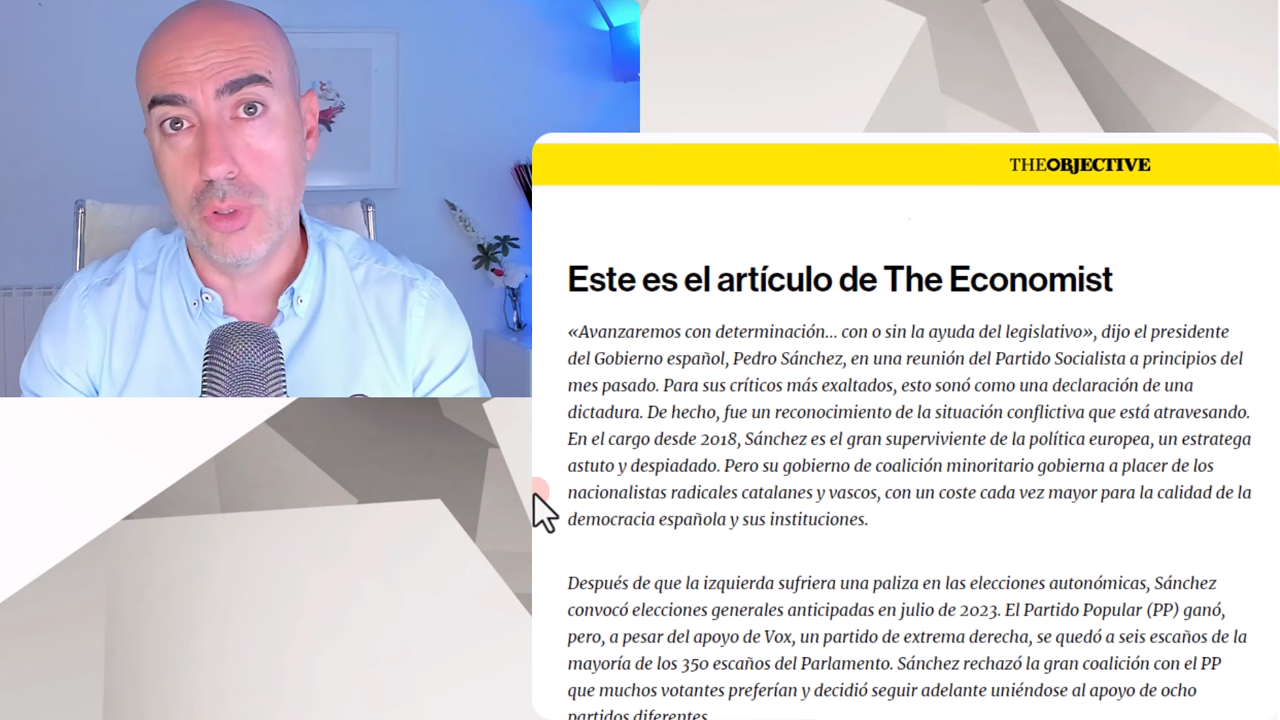 THEOBJECTIVE
Este es el artículo de The Economist
«Avanzaremos con determinación... con o sin la ayuda del legislativo», dijo el presidente
del Gobierno español, Pedro Sánchez, en una reunión del Partido Socialista a principios del
mes pasado. Para sus críticos más exaltados, esto sonó como una declaración de una
dictadura. De hecho, fue un reconocimiento de la situación conflictiva que está atravesando.
En el cargo desde 2018, Sánchez es el gran superviviente de la política europea, un estratega
astuto y despiadado. Pero su gobierno de coalición minoritario gobierna a placer de los
nacionalistas radicales catalanes y vascos, con un coste cada vez mayor para la calidad de la
democracia española y sus instituciones.
Después de que la izquierda sufriera una paliza en las elecciones autonómicas, Sánchez
convocó elecciones generales anticipadas en julio de 2023. El Partido Popular (PP) ganó,
pero, a pesar del apoyo de Vox, un partido de extrema derecha, se quedó a seis escaños de la
mayoría de los 350 escaños del Parlamento. Sánchez rechazó la gran coalición con el PP
que muchos votantes preferían y decidió seguir adelante uniéndose al apoyo de ocho
partidos diferentes.